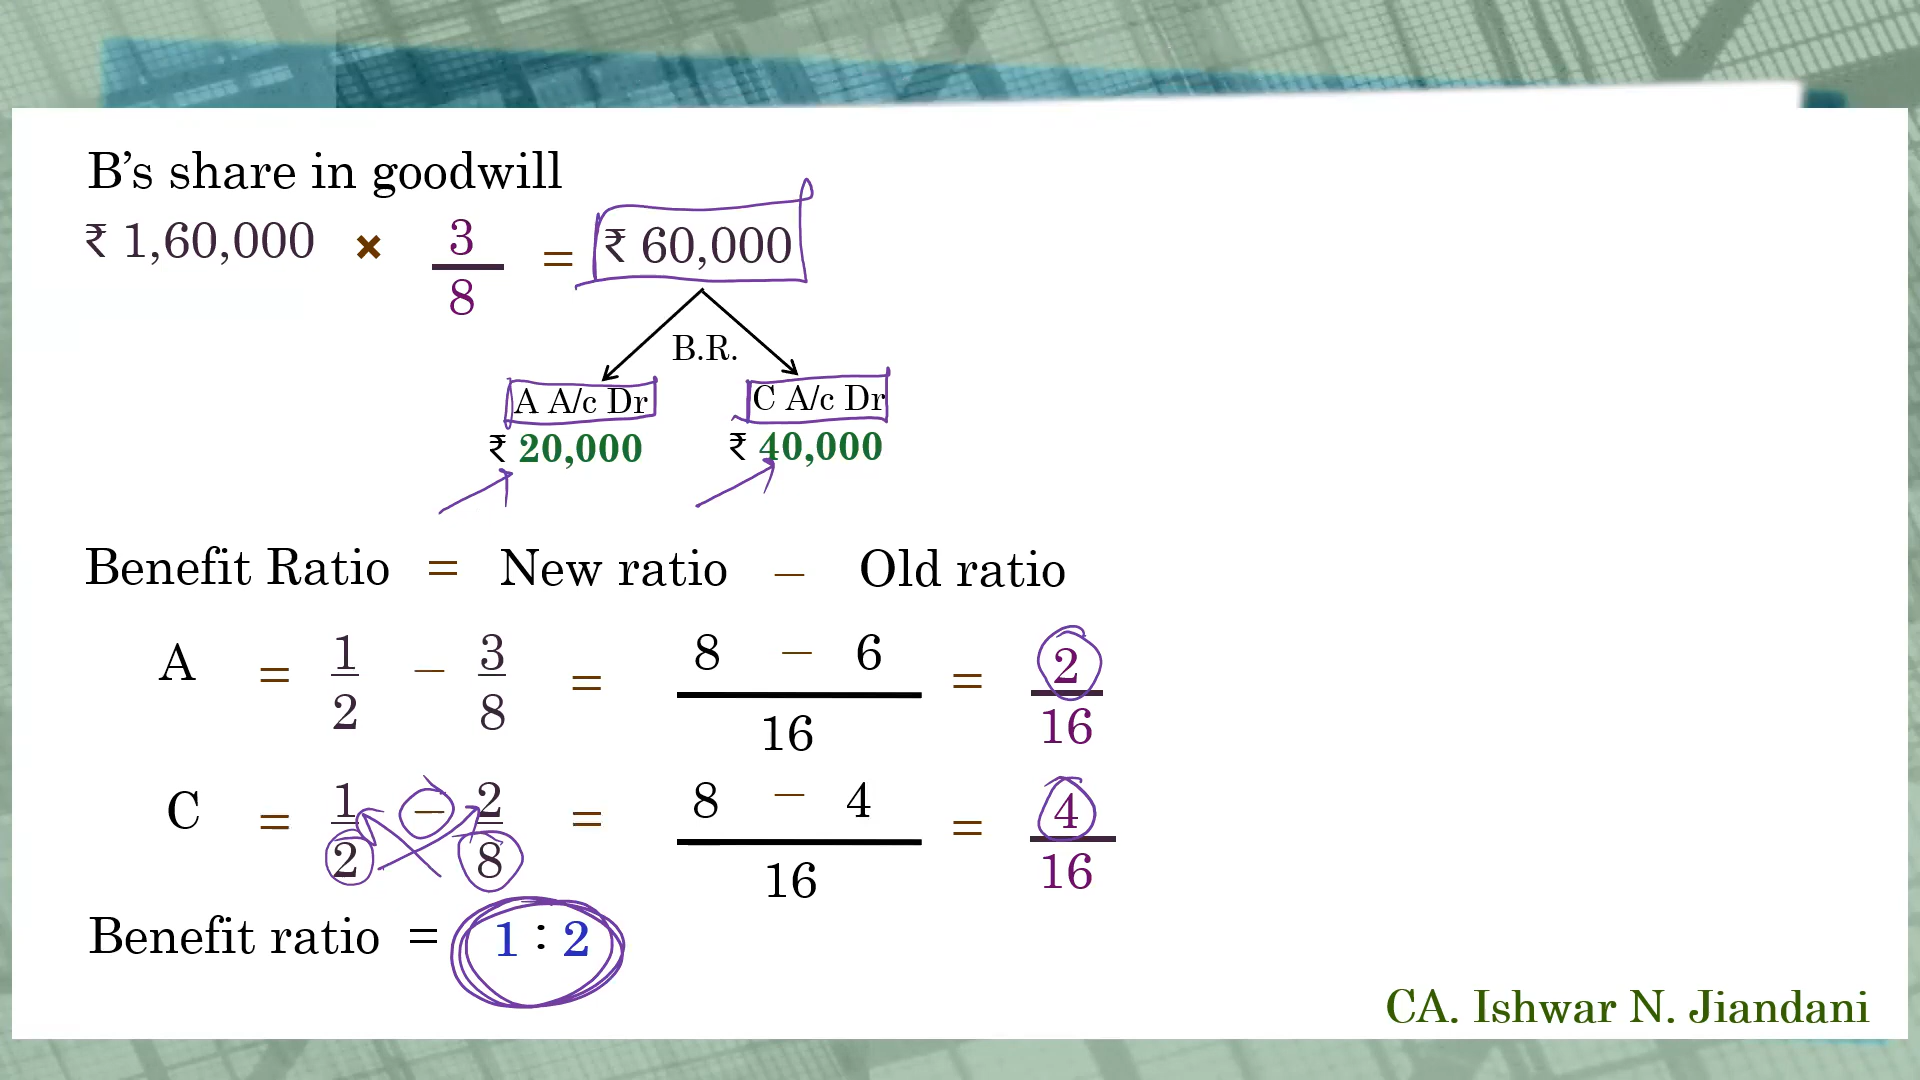 B's share in goodwill
₹ 1,60,000 × 3/8 = ₹ 60,000
B.R.
A A/c Dr C A/c Dr
₹ 20,000 ₹ 40,000
Benefit Ratio = New ratio – Old ratio
A = 1/2 – 3/8 = 8 – 6/16 = 2/16
C = 1/2 – 2/8 = 8 – 4/16 = 4/16
Benefit ratio = 1 : 2
CA. Ishwar N. Jiandani